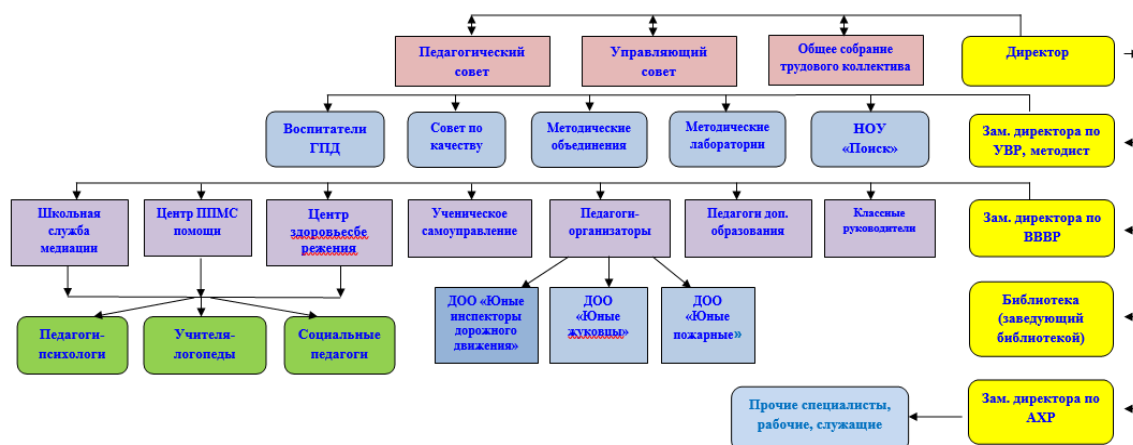 Педагогический
совет
Управляющий
совет
Общее собрание
трудового коллектива
Директор
Воспитатели
ГПД
Совет по
качеству
Методические
объединения
Методические
лаборатории
НОУ
«Поиск»
Зам. директора по
УВР, методист
Школьная
служба
медиации
Центр ППМС
помощи
Центр
здоровьесбе
режения
Ученическое
самоуправление
Педагоги-
организаторы
Педагоги доп.
образования
Классные
руководители
Зам. директора по
ВВВР
ДОО «Юные
инспекторы
дорожного
движения»
ДОО
«Юные
жуковцы»
ДОО
«Юные
пожарные»
Библиотека
(заведующий
библиотекой)
Педагоги-
психологи
Учителя-
логопеды
Социальные
педагоги
Прочие специалисты,
рабочие, служащие
Зам. директора по
АХР